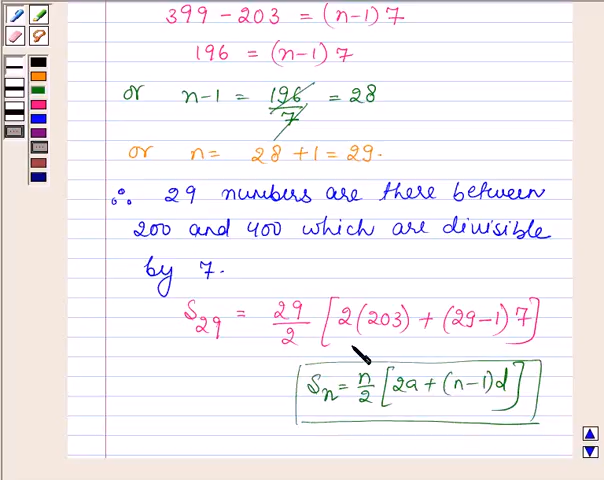 399 - 203 = (n-1) 7
196 = (n-1) 7
or n-1 = 196/7 = 28
or n = 28 + 1 = 29.
∴ 29 numbers are there between
200 and 400 which are divisible
by 7.
S₂₉ = 29/2 [2(203) + (29-1) 7]
Sₙ = n/2 [2a + (n-1)d]